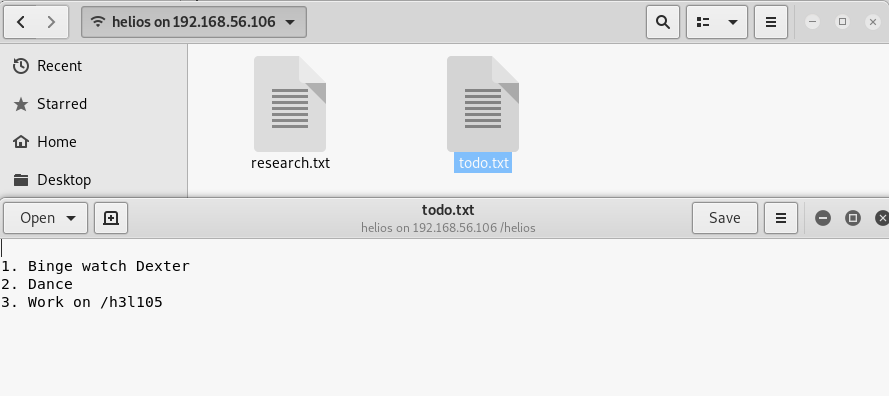 helios on 192.168.56.106
Recent
Starred
Home
Desktop
research.txt
todo.txt
Open
todo.txt
helios on 192.168.56.106 /helios
Save
1. Binge watch Dexter
2. Dance
3. Work on /h3l105